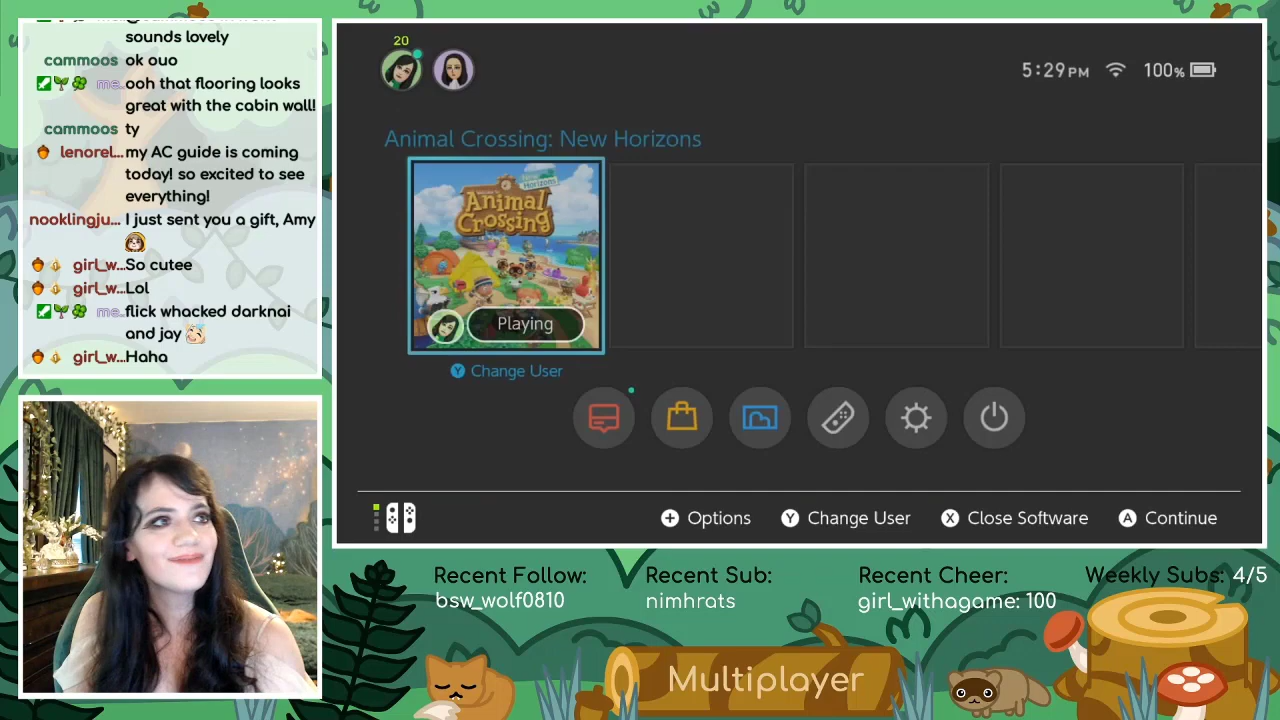 sounds lovely
cammoos ok ouo
me... ooh that flooring looks
great with the cabin wall!
cammoos ty
lenorel... my AC guide is coming
today! so excited to see
everything!
nooklingju... I just sent you a gift, Amy
girl_w... So cutee
girl_w... Lol
me... flick whacked darknai
and jay
girl_w... Haha
20
5:29PM 100%
Animal Crossing: New Horizons
New Horizons
Animal
Crossing
Playing
Y Change User
+ Options Y Change User X Close Software A Continue
Recent Follow: Recent Sub: Recent Cheer: Weekly Subs: 4/5
bsw_wolf0810 nimhrats girl_withagame: 100
Multiplayer